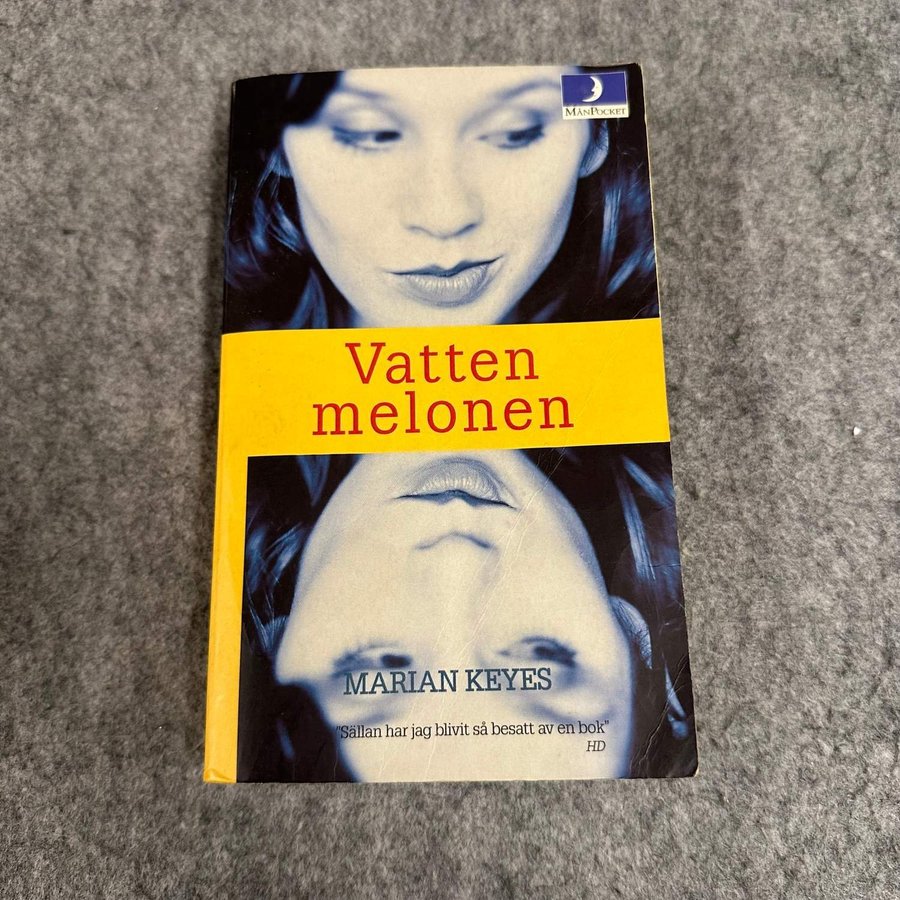 MånPocket
Vatten
melonen
MARIAN KEYES
"Sällan har jag blivit så besatt av en bok"
HD